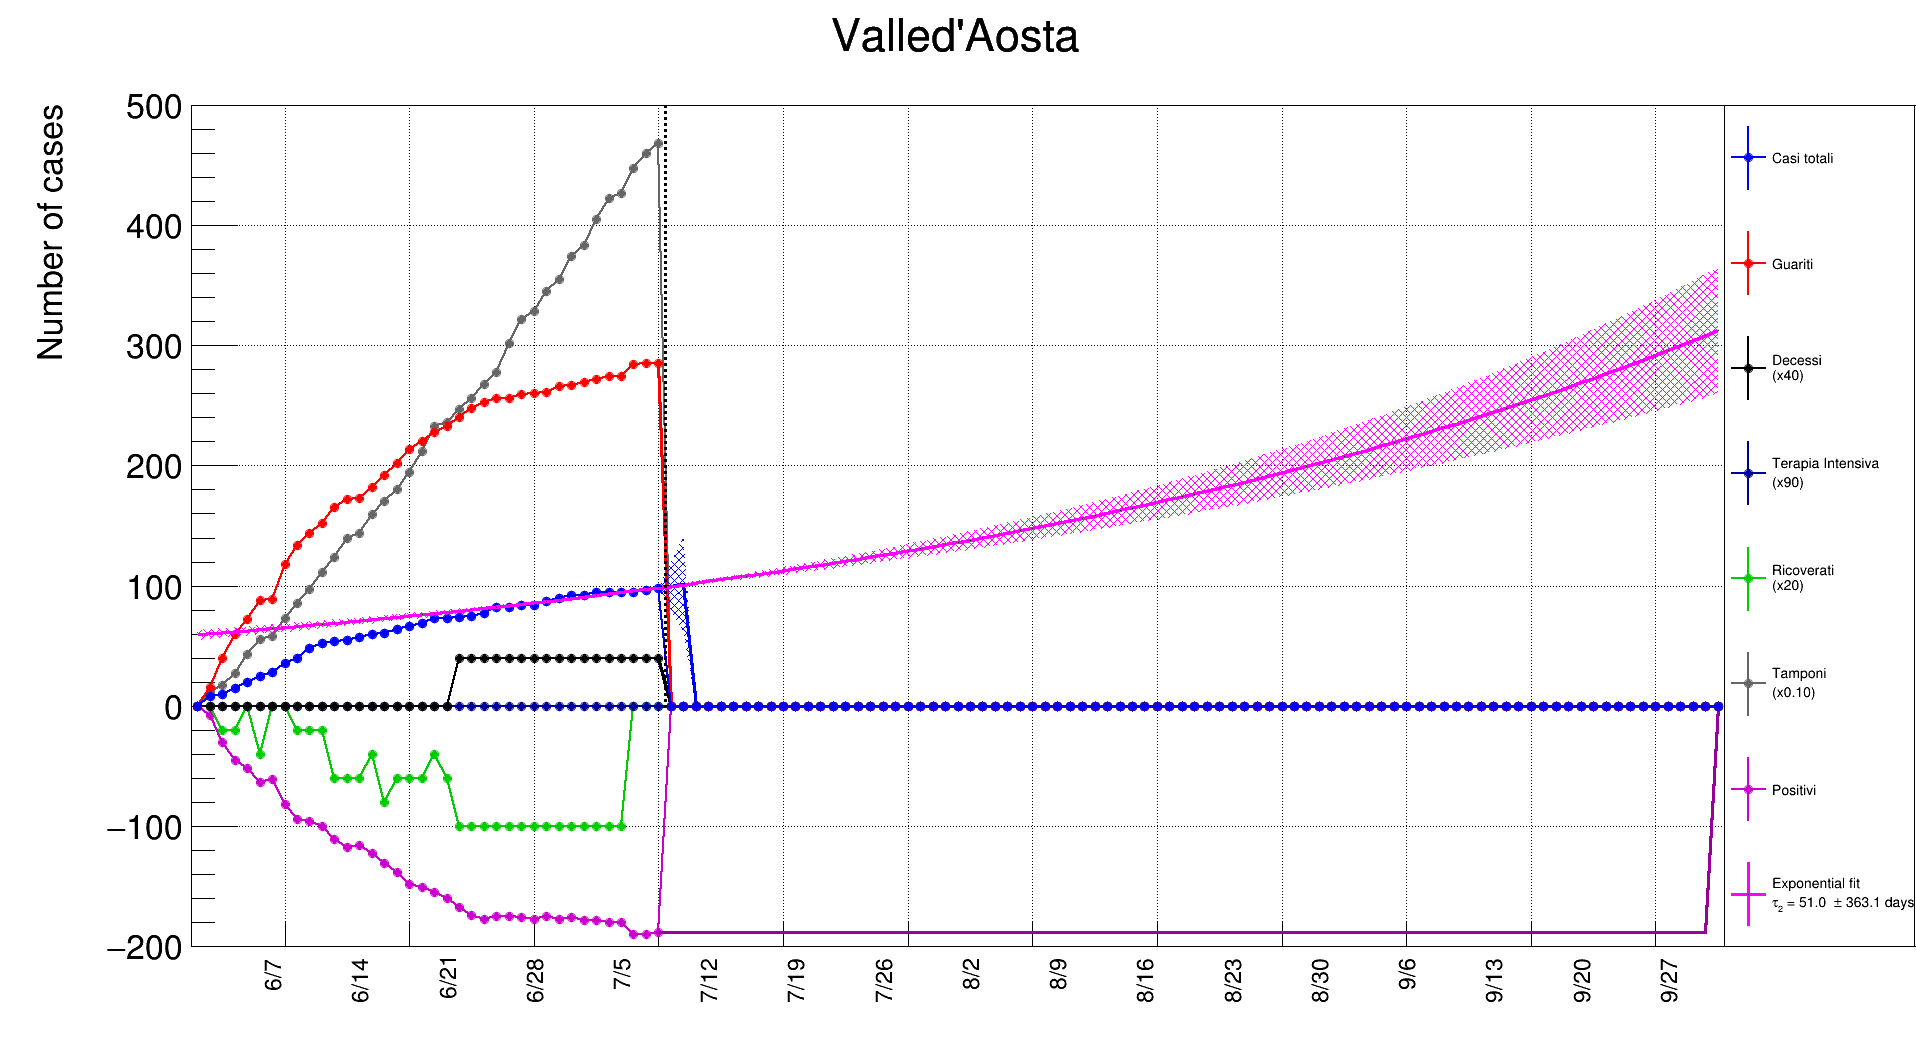 Valled'Aosta
Number of cases
500
400
300
200
100
0
−100
−200
6/7
6/14
6/21
6/28
7/5
7/12
7/19
7/26
8/2
8/9
8/16
8/23
8/30
9/6
9/13
9/20
9/27
Casi totali
Guariti
Decessi
(x40)
Terapia Intensiva
(x90)
Ricoverati
(x20)
Tamponi
(x0.10)
Positivi
Exponential fit
τ2 = 51.0 ± 363.1 days